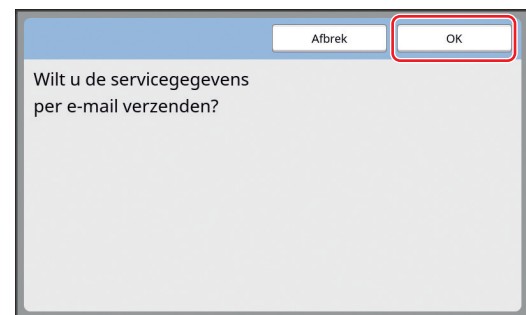 Afbrek OK
Wilt u de servicegegevens
per e-mail verzenden?